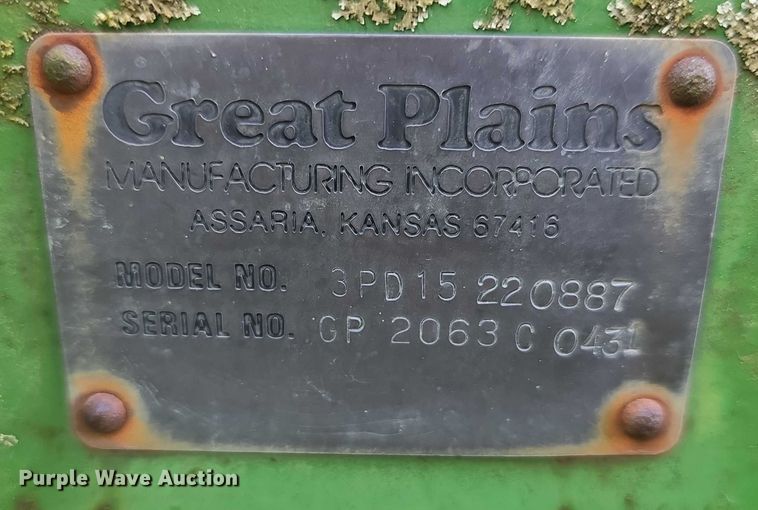 Great Plains
MANUFACTURING INCORPORATED
ASSARIA, KANSAS 67416
MODEL NO. 3PD15 220887
SERIAL NO. GP 2063 C 0431
Purple Wave Auction®